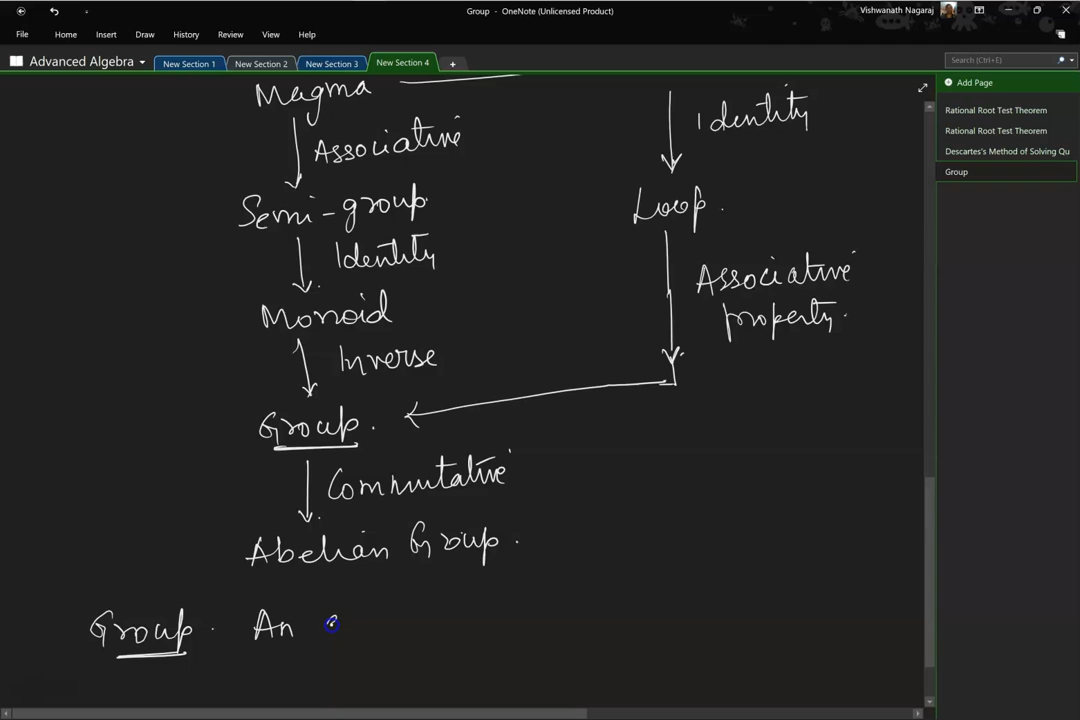 Group - OneNote (Unlicensed Product)
Vishwanath Nagaraj
File Home Insert Draw History Review View Help
Advanced Algebra
New Section 1 New Section 2 New Section 3 New Section 4 +
Search (Ctrl+E)
Add Page
Rational Root Test Theorem
Rational Root Test Theorem
Descartes's Method of Solving Qu
Group
Magma
Associative
Semi-group
Identity
Monoid
Inverse
Group.
Commutative
Abelian Group.
Identity
Loop.
Associative
property.
Group. An